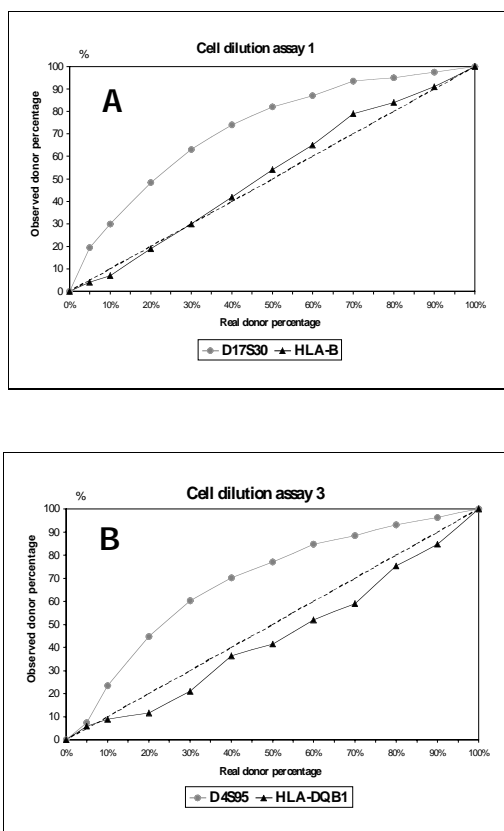 Cell dilution assay 1
%
A
100
90
80
70
60
50
40
30
20
10
0
Observed donor percentage
0% 10% 20% 30% 40% 50% 60% 70% 80% 90% 100%
Real donor percentage
D17S30 HLA-B
Cell dilution assay 3
%
B
100
90
80
70
60
50
40
30
20
10
0
Observed donor percentage
0% 10% 20% 30% 40% 50% 60% 70% 80% 90% 100%
Real donor percentage
D4S95 HLA-DQB1